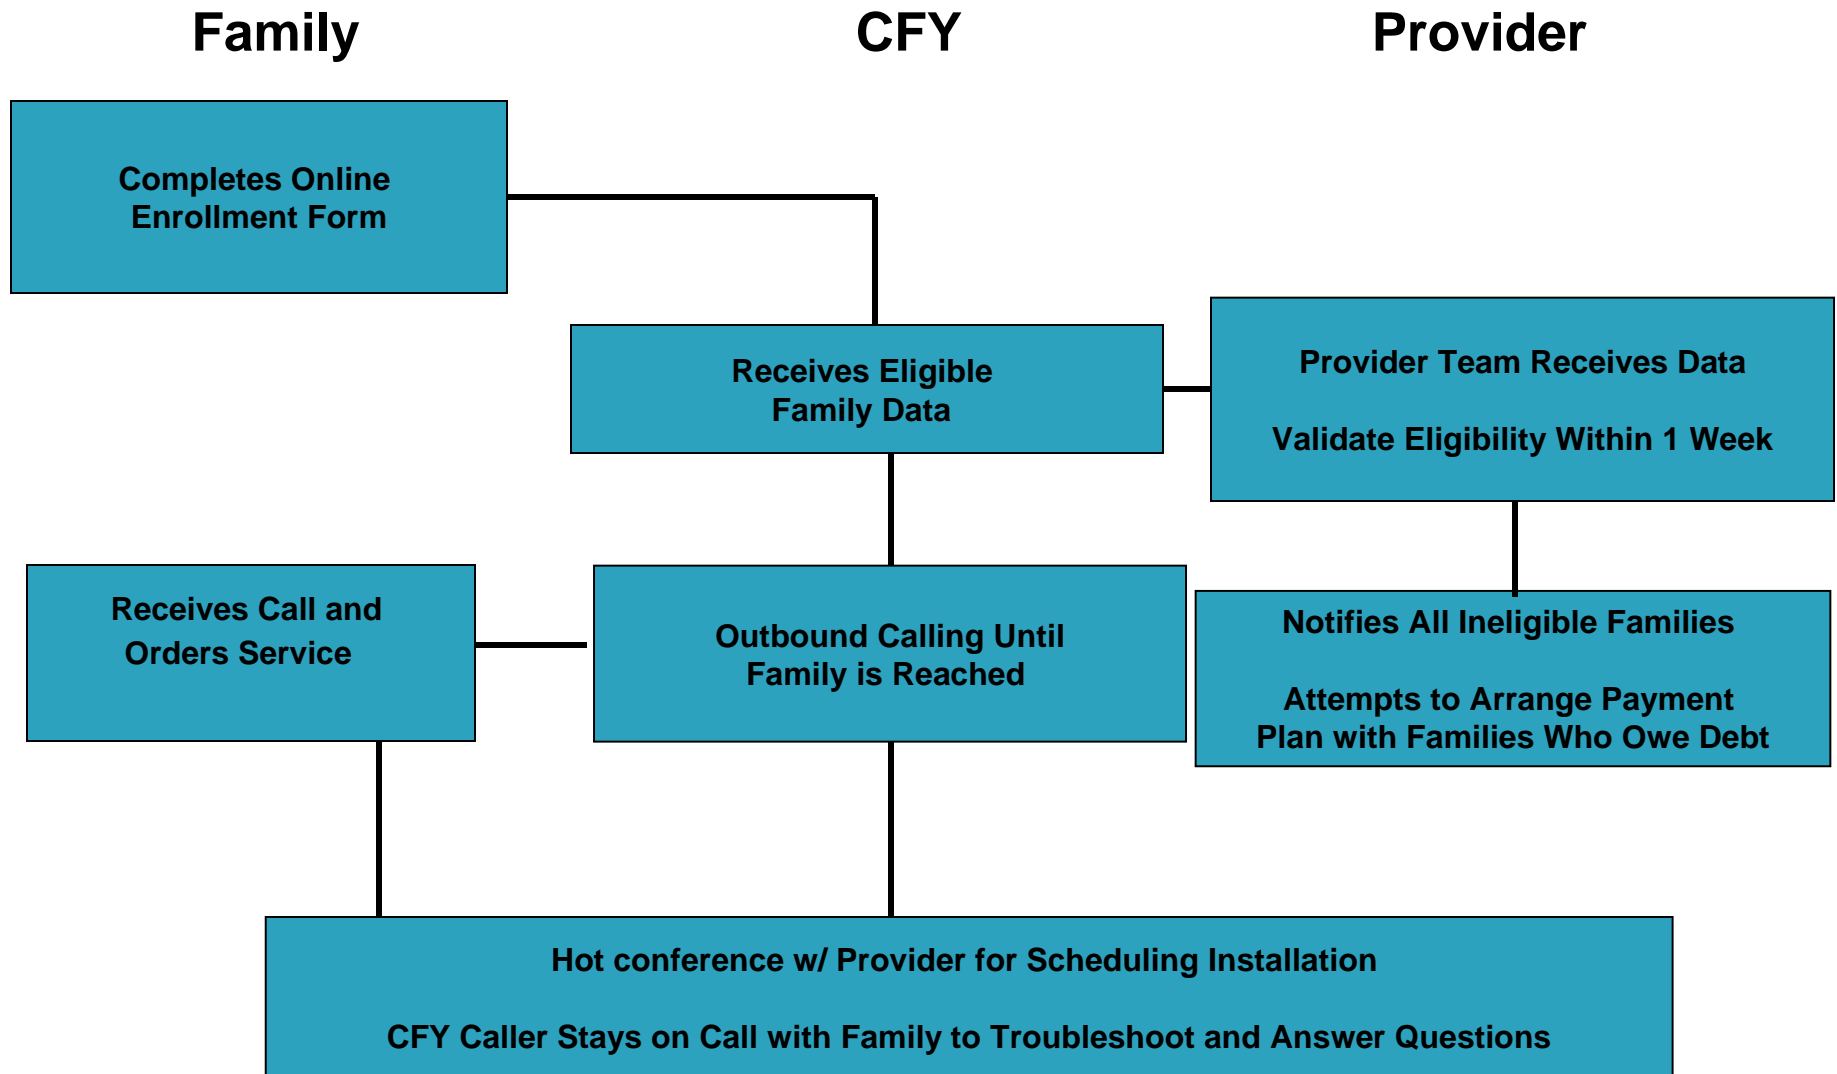 Family
CFY
Provider
Completes Online
Enrollment Form
Receives Eligible
Family Data
Provider Team Receives Data
Validate Eligibility Within 1 Week
Receives Call and
Orders Service
Outbound Calling Until
Family is Reached
Notifies All Ineligible Families
Attempts to Arrange Payment
Plan with Families Who Owe Debt
Hot conference w/ Provider for Scheduling Installation
CFY Caller Stays on Call with Family to Troubleshoot and Answer Questions